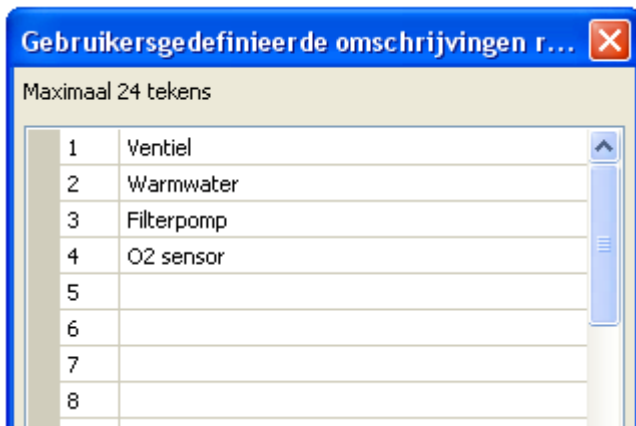 Gebruikersgedefinieerde omschrijvingen r...
Maximaal 24 tekens
1 Ventiel
2 Warmwater
3 Filterpomp
4 O2 sensor
5
6
7
8